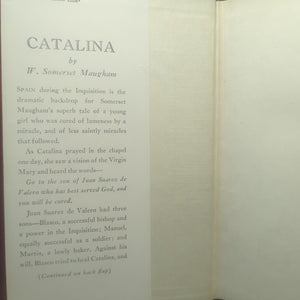 CATALINA
by
W. Somerset Maugham
SPAIN during the Inquisition is the
dramatic backdrop for Somerset
Maugham's superb tale of a young
girl who was cured of lameness by a
miracle, and of less saintly miracles
that followed.
As Catalina prayed in the chapel
one day, she saw a vision of the Virgin
Mary and heard the words—
Go to the son of Juan Suarez de
Valero who has best served God, and
you will be cured.
Juan Suarez de Valero had three
sons—Blasco, a successful bishop and
a power in the Inquisition; Manuel,
equally successful as a soldier; and
Martin, a lowly baker. Against his
will, Blasco tried to heal Catalina, and
(Continued on back flap)